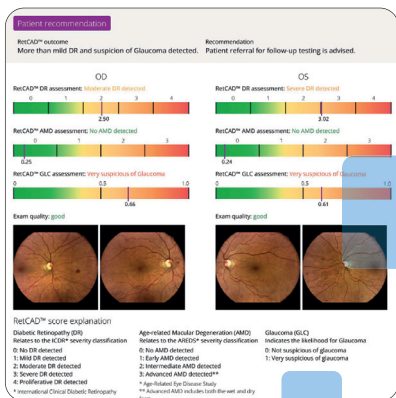 Patient recommendation
RetCAD™ outcome
More than mild DR and suspicion of Glaucoma detected.
Recommendation
Patient referral for follow-up testing is advised.
OD
RetCAD™ DR assessment: Moderate DR detected
0 1 2 3 4
2.50
RetCAD™ AMD assessment: No AMD detected
0 1 2 3
0.25
RetCAD™ GLC assessment: Very suspicious of Glaucoma
0 0.5 1.0
0.66
Exam quality: good
OS
RetCAD™ DR assessment: Severe DR detected
0 1 2 3 4
3.02
RetCAD™ AMD assessment: No AMD detected
0 1 2 3
0.24
RetCAD™ GLC assessment: Very suspicious of Glaucoma
0 0.5 1.0
0.61
Exam quality: good
RetCAD™ score explanation
Diabetic Retinopathy (DR)
Relates to the ICDR* severity classification
0: No DR detected
1: Mild DR detected
2: Moderate DR detected
3: Severe DR detected
4: Proliferative DR detected
* International Clinical Diabetic Retinopathy
Age-related Macular Degeneration (AMD)
Relates to the AREDS* severity classification
0: No AMD detected
1: Early AMD detected
2: Intermediate AMD detected
3: Advanced AMD detected**
* Age-Related Eye Disease Study
** Advanced AMD includes both the wet and dry
Glaucoma (GLC)
Indicates the likelihood for Glaucoma
0: Not suspicious of glaucoma
1: Very suspicious of glaucoma